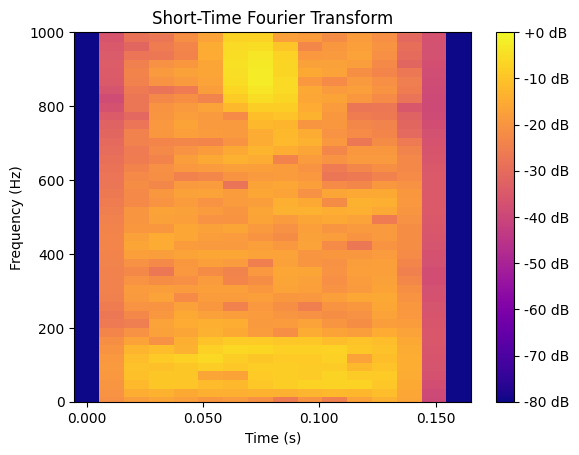 Short-Time Fourier Transform
1000
800
600
400
200
0
Frequency (Hz)
0.000
0.050
0.100
0.150
Time (s)
+0 dB
-10 dB
-20 dB
-30 dB
-40 dB
-50 dB
-60 dB
-70 dB
-80 dB